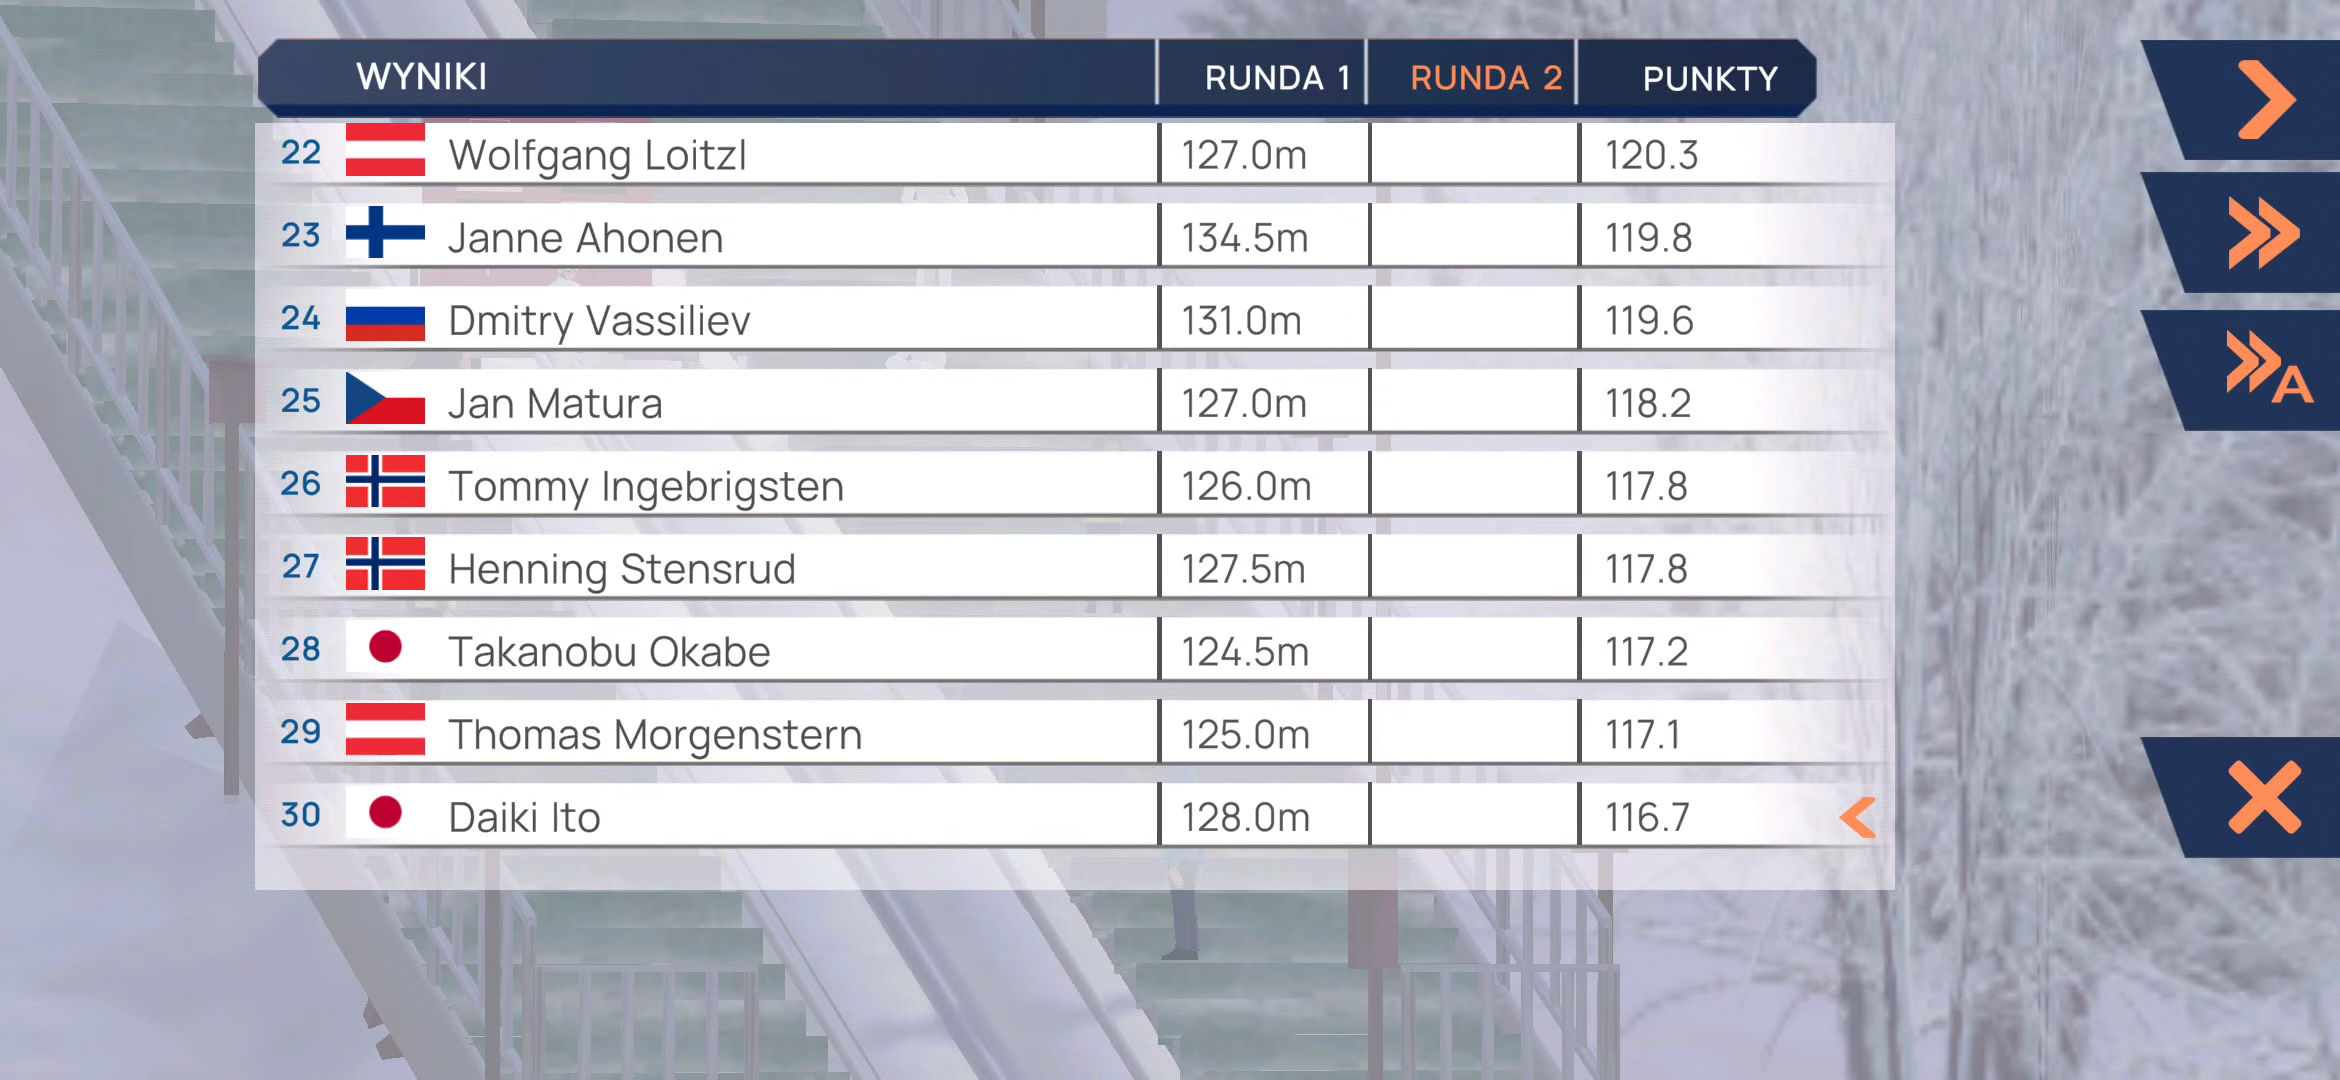 WYNIKI RUNDA 1 RUNDA 2 PUNKTY
22 Wolfgang Loitzl 127.0m 120.3
23 Janne Ahonen 134.5m 119.8
24 Dmitry Vassiliev 131.0m 119.6
25 Jan Matura 127.0m 118.2
26 Tommy Ingebrigsten 126.0m 117.8
27 Henning Stensrud 127.5m 117.8
28 Takanobu Okabe 124.5m 117.2
29 Thomas Morgenstern 125.0m 117.1
30 Daiki Ito 128.0m 116.7
A